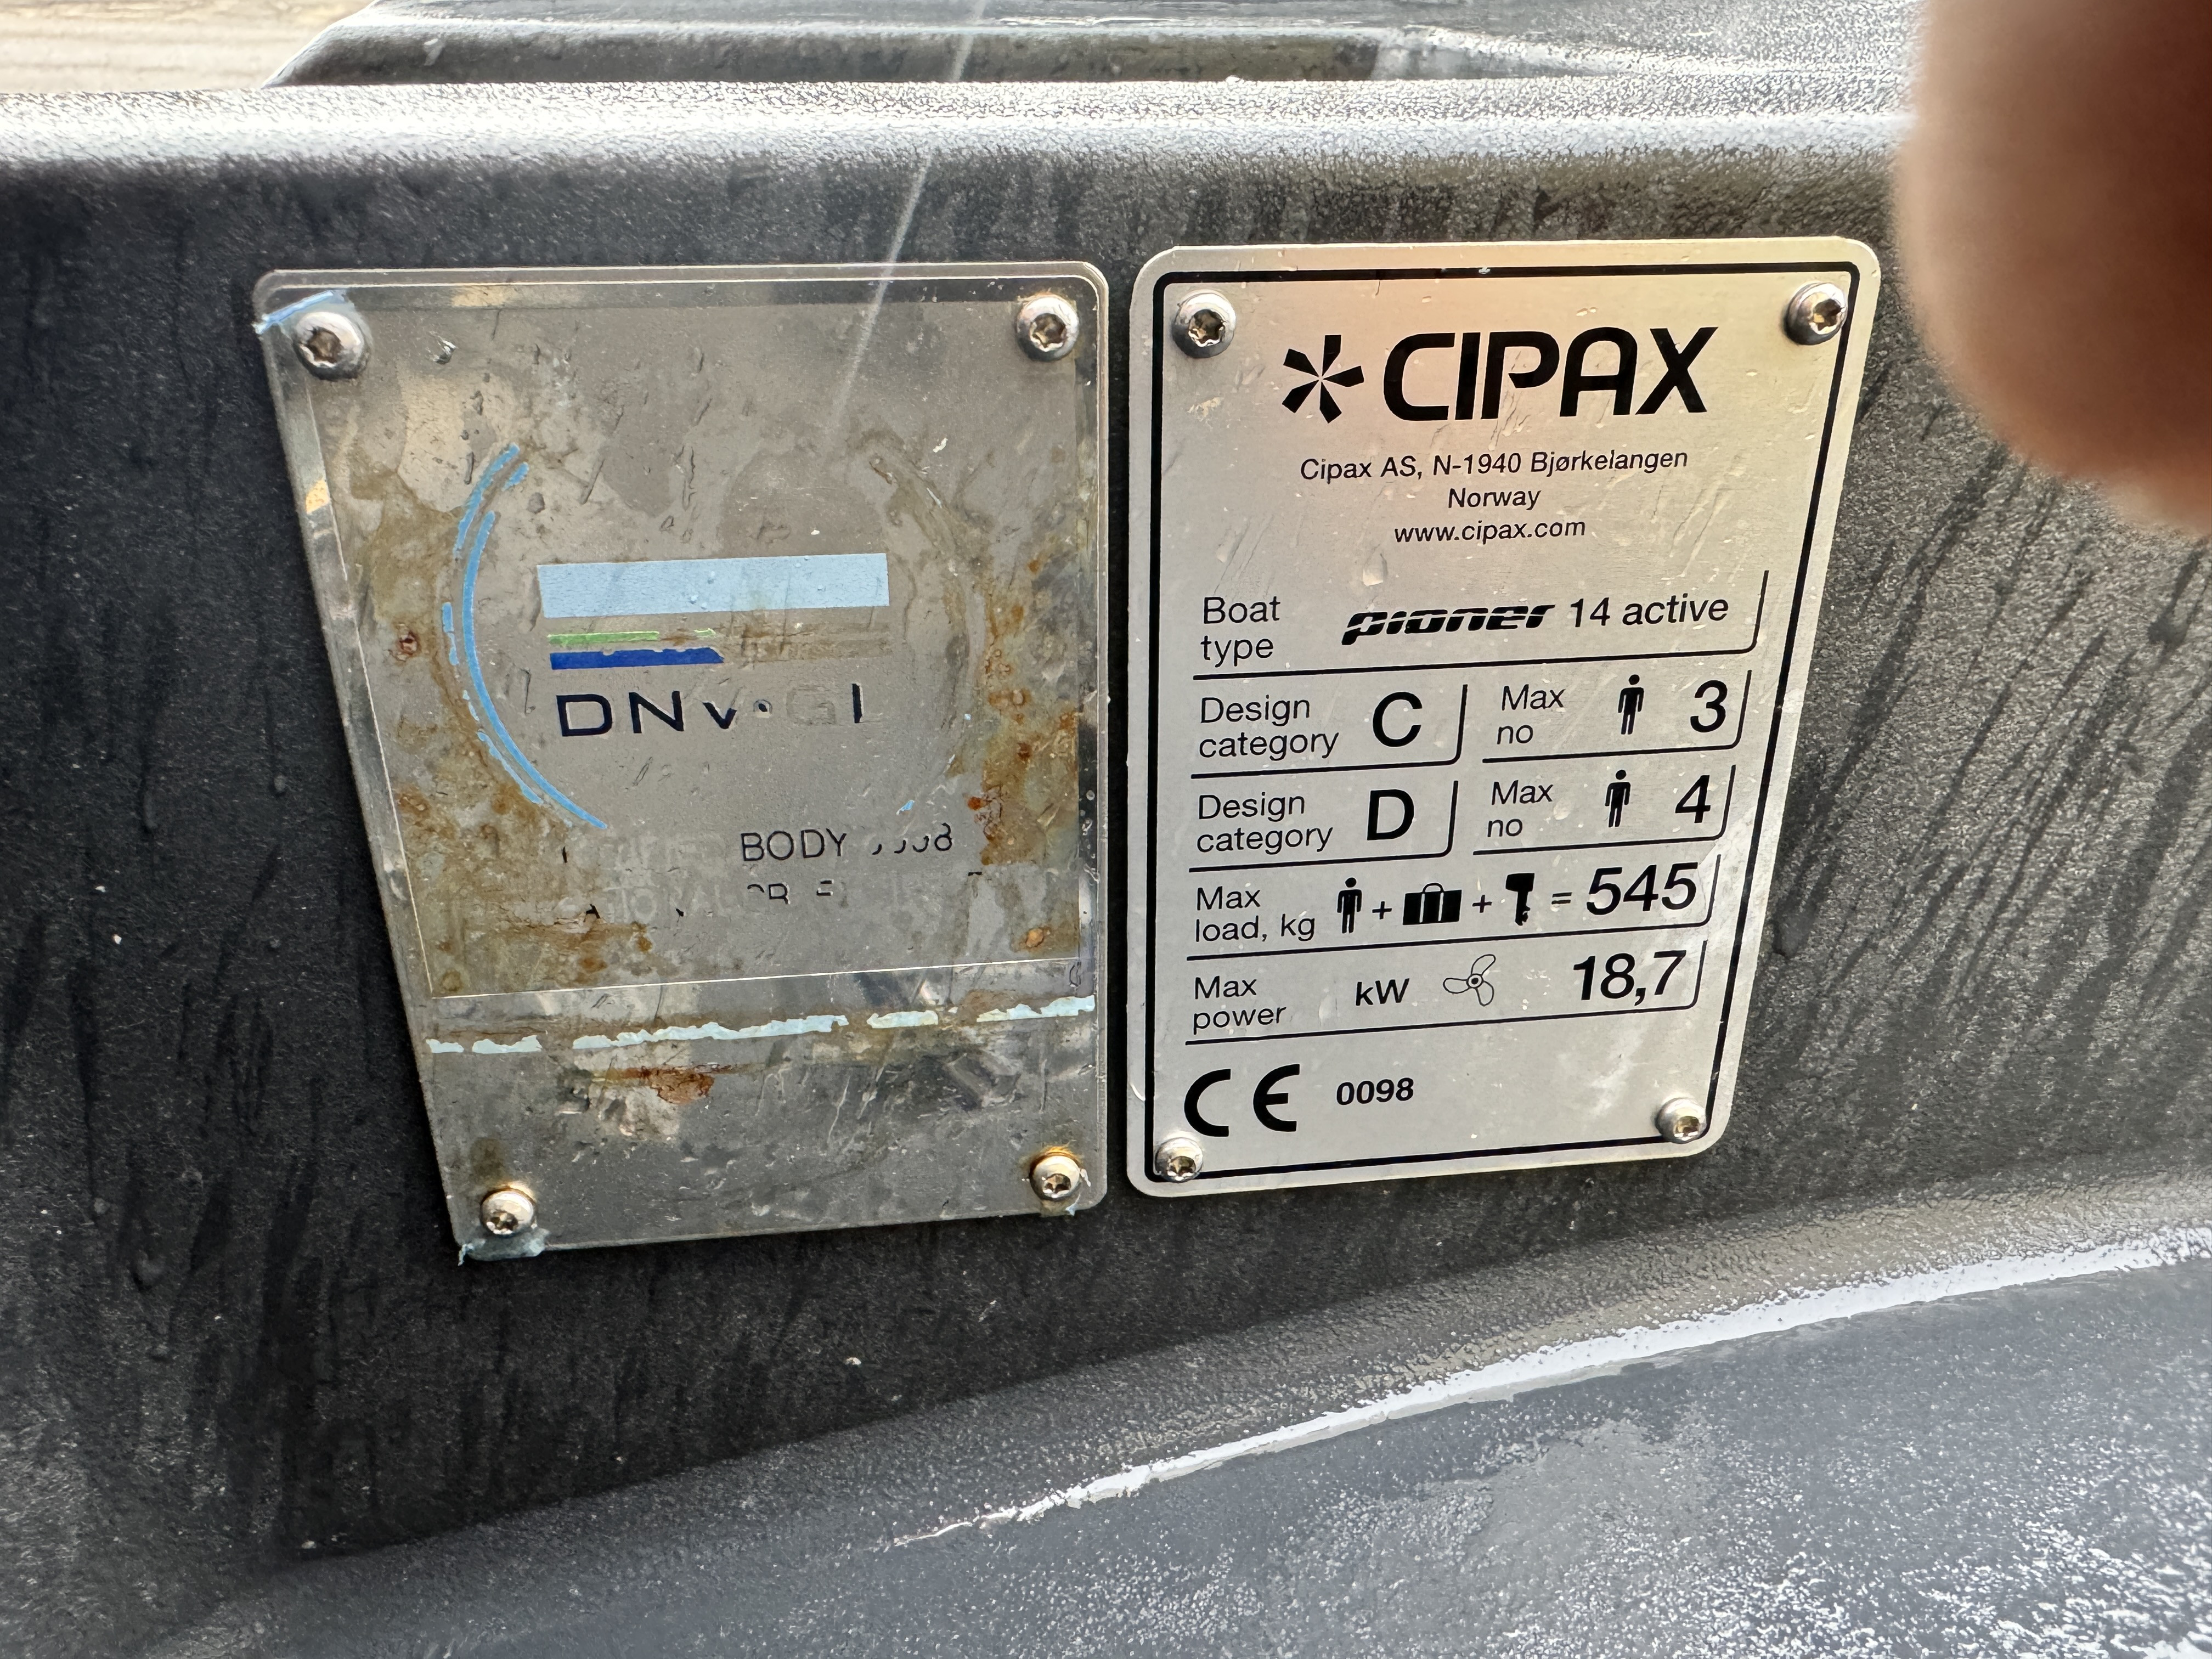 DNV·GL
BODY
CIPAX
Cipax AS, N-1940 Bjørkelangen
Norway
www.cipax.com
Boat type pioner 14 active
Design category C Max no 3
Design category D Max no 4
Max load, kg + + = 545
Max power kW 18,7
CE 0098